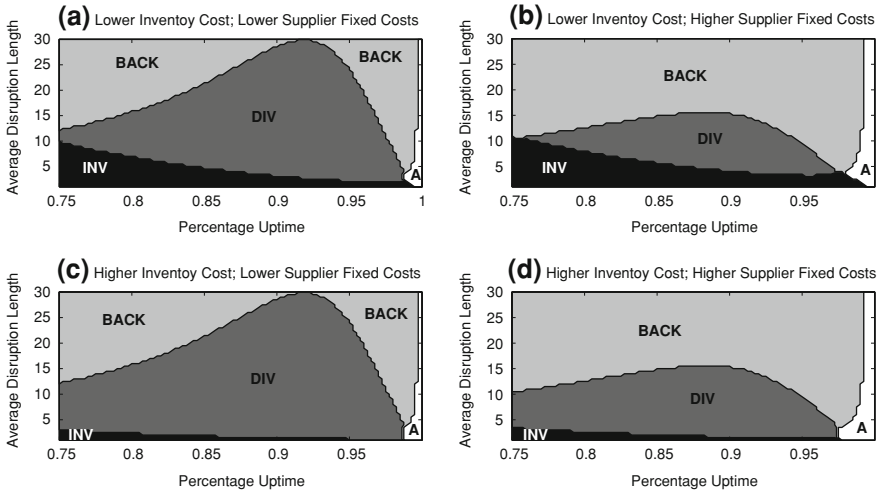 (a) Lower Inventoy Cost; Lower Supplier Fixed Costs
Average Disruption Length
30
25
20
15
10
5
BACK
BACK
DIV
INV
A
0.75
0.8
0.85
0.9
0.95
1
Percentage Uptime
(b) Lower Inventoy Cost; Higher Supplier Fixed Costs
Average Disruption Length
30
25
20
15
10
5
BACK
DIV
INV
A
0.75
0.8
0.85
0.9
0.95
Percentage Uptime
(c) Higher Inventoy Cost; Lower Supplier Fixed Costs
Average Disruption Length
30
25
20
15
10
5
BACK
BACK
DIV
INV
A
0.75
0.8
0.85
0.9
0.95
Percentage Uptime
(d) Higher Inventoy Cost; Higher Supplier Fixed Costs
Average Disruption Length
30
25
20
15
10
5
BACK
DIV
INV
A
0.75
0.8
0.85
0.9
0.95
Percentage Uptime